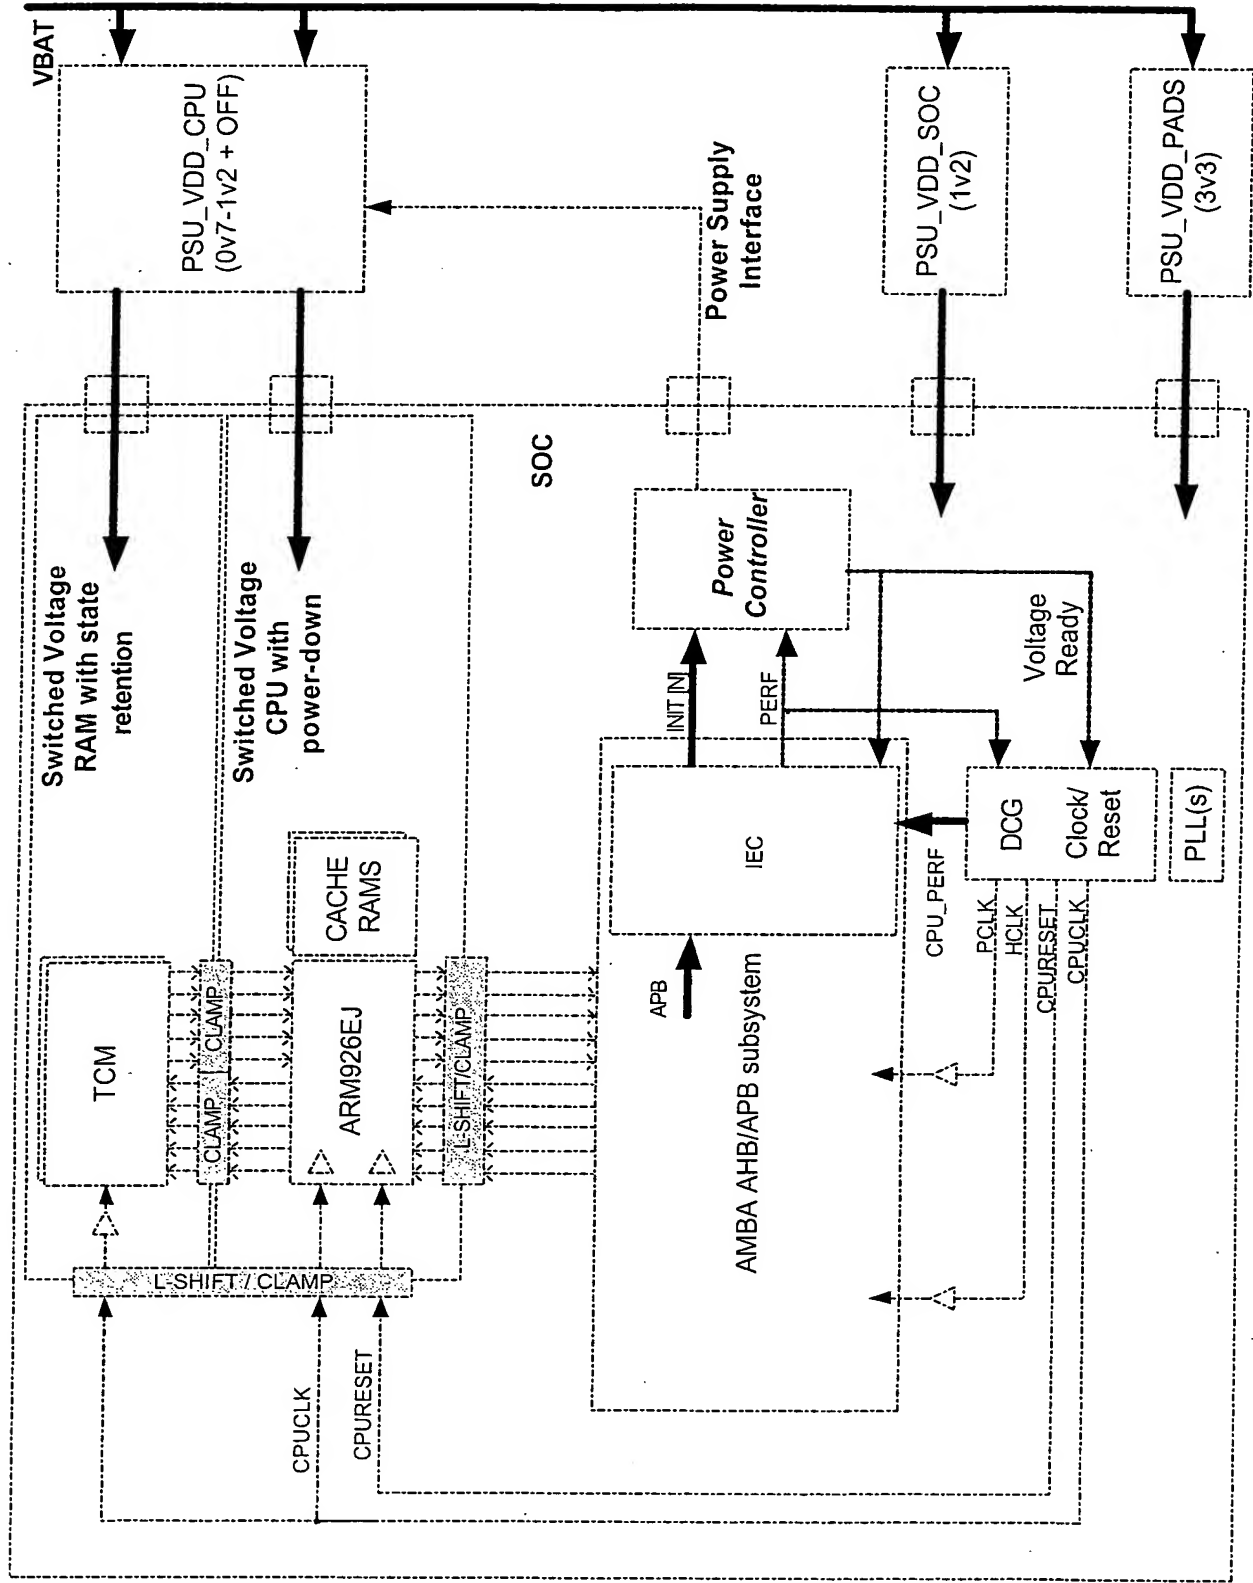 VBAT
PSU_VDD_CPU
(0v7-1v2 + OFF)
PSU_VDD_SOC
(1v2)
PSU_VDD_PADS
(3v3)
Power Supply
Interface
Switched Voltage
RAM with state
retention
Switched Voltage
CPU with
power-down
SOC
Power
Controller
Voltage
Ready
INIT [N]
PERF
TCM
CLAMP
CLAMP
ARM926EJ
CACHE
RAMS
L-SHIFT/CLAMP
L-SHIFT / CLAMP
CPUCLK
CPURESET
APB
IEC
AMBA AHB/APB subsystem
CPU_PERF
DCG
Clock/
Reset
PLL(s)
PCLK
HCLK
CPURESET
CPUCLK